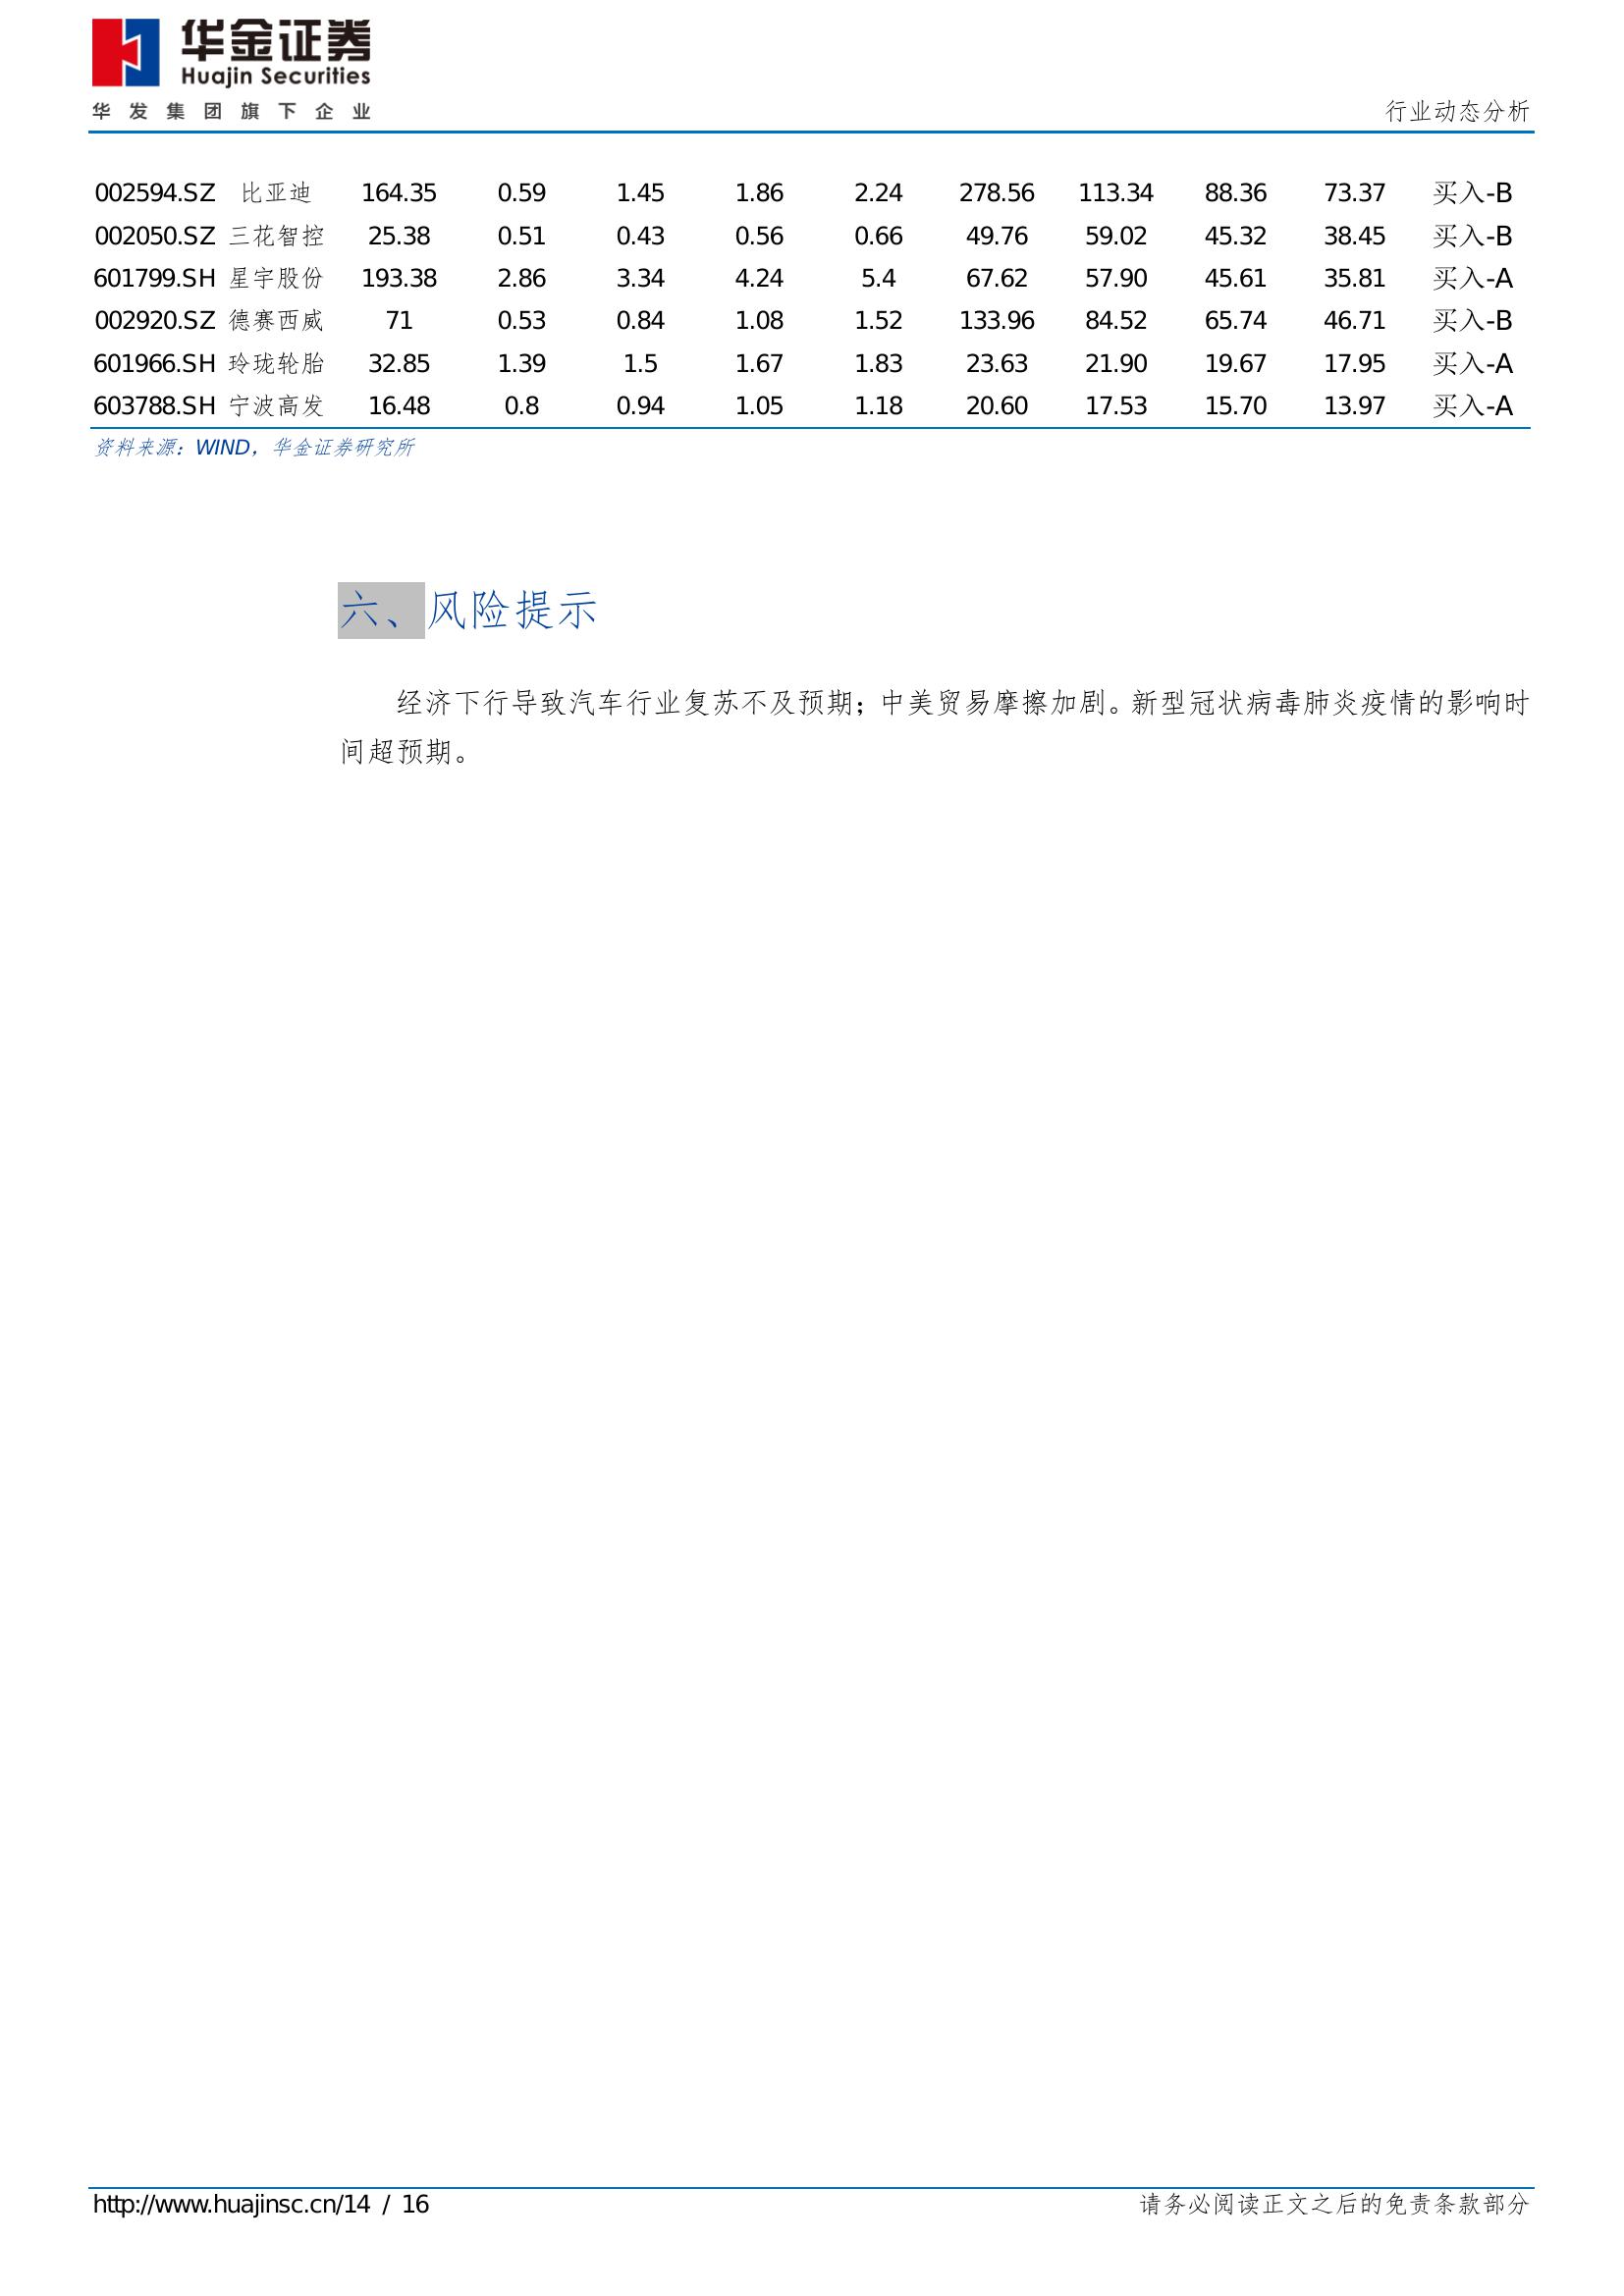 华金证券
Huajin Securities
华发集团旗下企业
行业动态分析
002594.SZ 比亚迪 164.35 0.59 1.45 1.86 2.24 278.56 113.34 88.36 73.37 买入-B
002050.SZ 三花智控 25.38 0.51 0.43 0.56 0.66 49.76 59.02 45.32 38.45 买入-B
601799.SH 星宇股份 193.38 2.86 3.34 4.24 5.4 67.62 57.90 45.61 35.81 买入-A
002920.SZ 德赛西威 71 0.53 0.84 1.08 1.52 133.96 84.52 65.74 46.71 买入-B
601966.SH 玲珑轮胎 32.85 1.39 1.5 1.67 1.83 23.63 21.90 19.67 17.95 买入-A
603788.SH 宁波高发 16.48 0.8 0.94 1.05 1.18 20.60 17.53 15.70 13.97 买入-A
资料来源：WIND，华金证券研究所
六、风险提示
经济下行导致汽车行业复苏不及预期；中美贸易摩擦加剧。新型冠状病毒肺炎疫情的影响时
间超预期。
http://www.huajinsc.cn/14 / 16
请务必阅读正文之后的免责条款部分